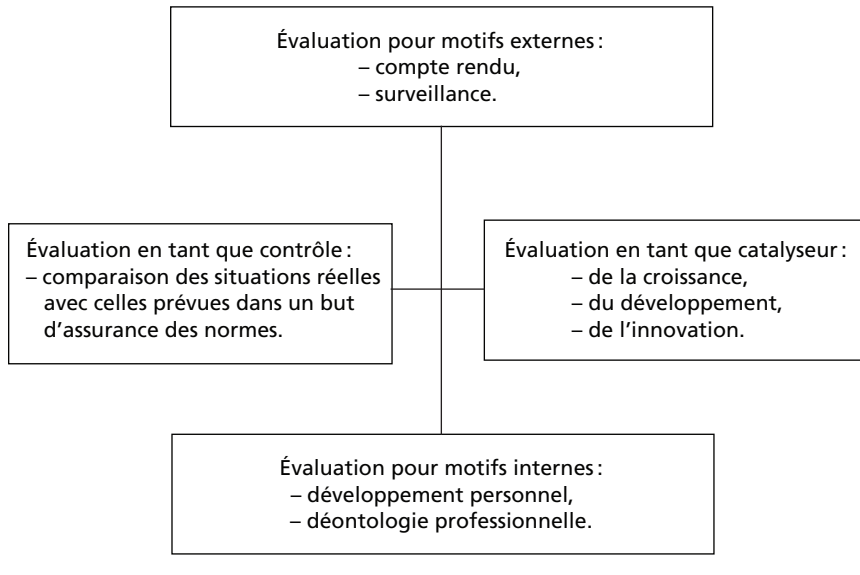 Évaluation pour motifs externes :
– compte rendu,
– surveillance.
Évaluation en tant que contrôle :
– comparaison des situations réelles
avec celles prévues dans un but
d’assurance des normes.
Évaluation en tant que catalyseur :
– de la croissance,
– du développement,
– de l’innovation.
Évaluation pour motifs internes :
– développement personnel,
– déontologie professionnelle.